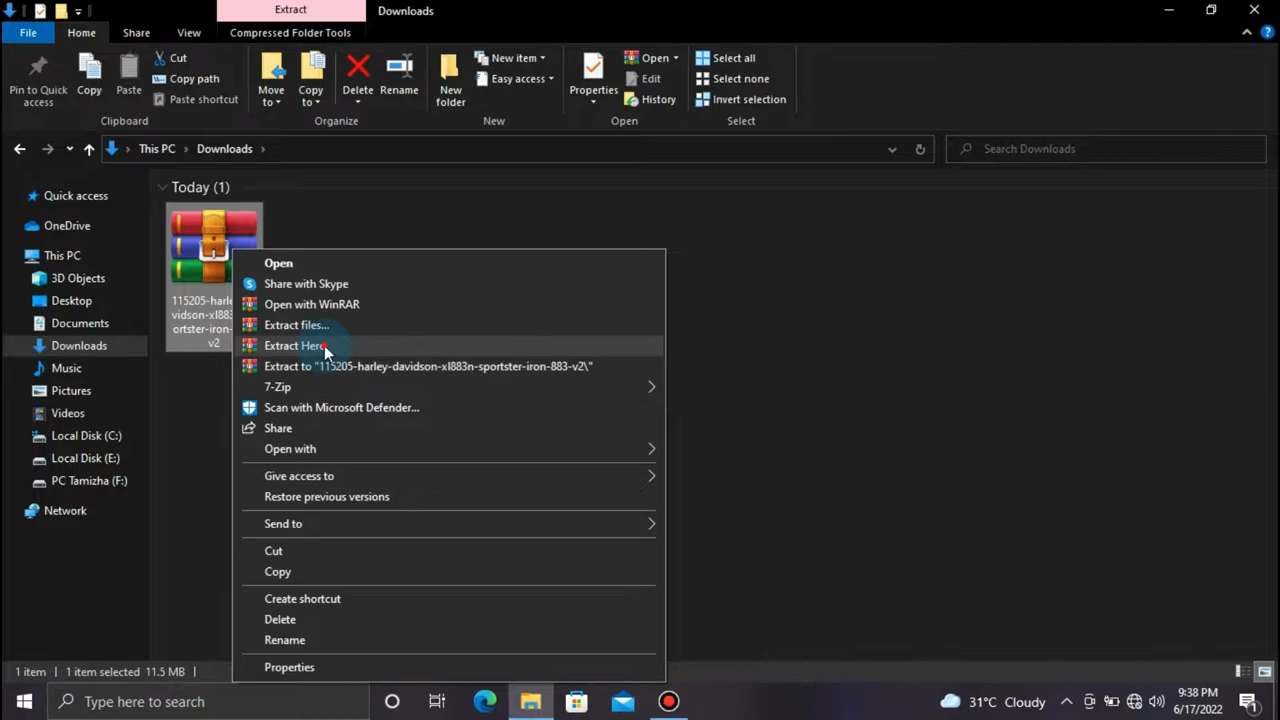 Extract
Downloads
File
Home
Share
View
Compressed Folder Tools
Pin to Quick
access
Copy
Paste
Cut
Copy path
Paste shortcut
Clipboard
Move
to
Copy
to
Delete
Rename
Organize
New
folder
New item
Easy access
New
Properties
Open
Edit
History
Open
Select all
Select none
Invert selection
Select
This PC
Downloads
Search Downloads
Quick access
OneDrive
This PC
3D Objects
Desktop
Documents
Downloads
Music
Pictures
Videos
Local Disk (C:)
Local Disk (E:)
PC Tamizha (F:)
Network
Today (1)
v2
Open
Share with Skype
Open with WinRAR
Extract files...
Extract Here
Extract to "115205-harley-davidson-xl883n-sportster-iron-883-v2\"
7-Zip
Scan with Microsoft Defender...
Share
Open with
Give access to
Restore previous versions
Send to
Cut
Copy
Create shortcut
Delete
Rename
Properties
1 item
1 item selected
11.5 MB
Type here to search
31°C Cloudy
9:38 PM
6/17/2022
1